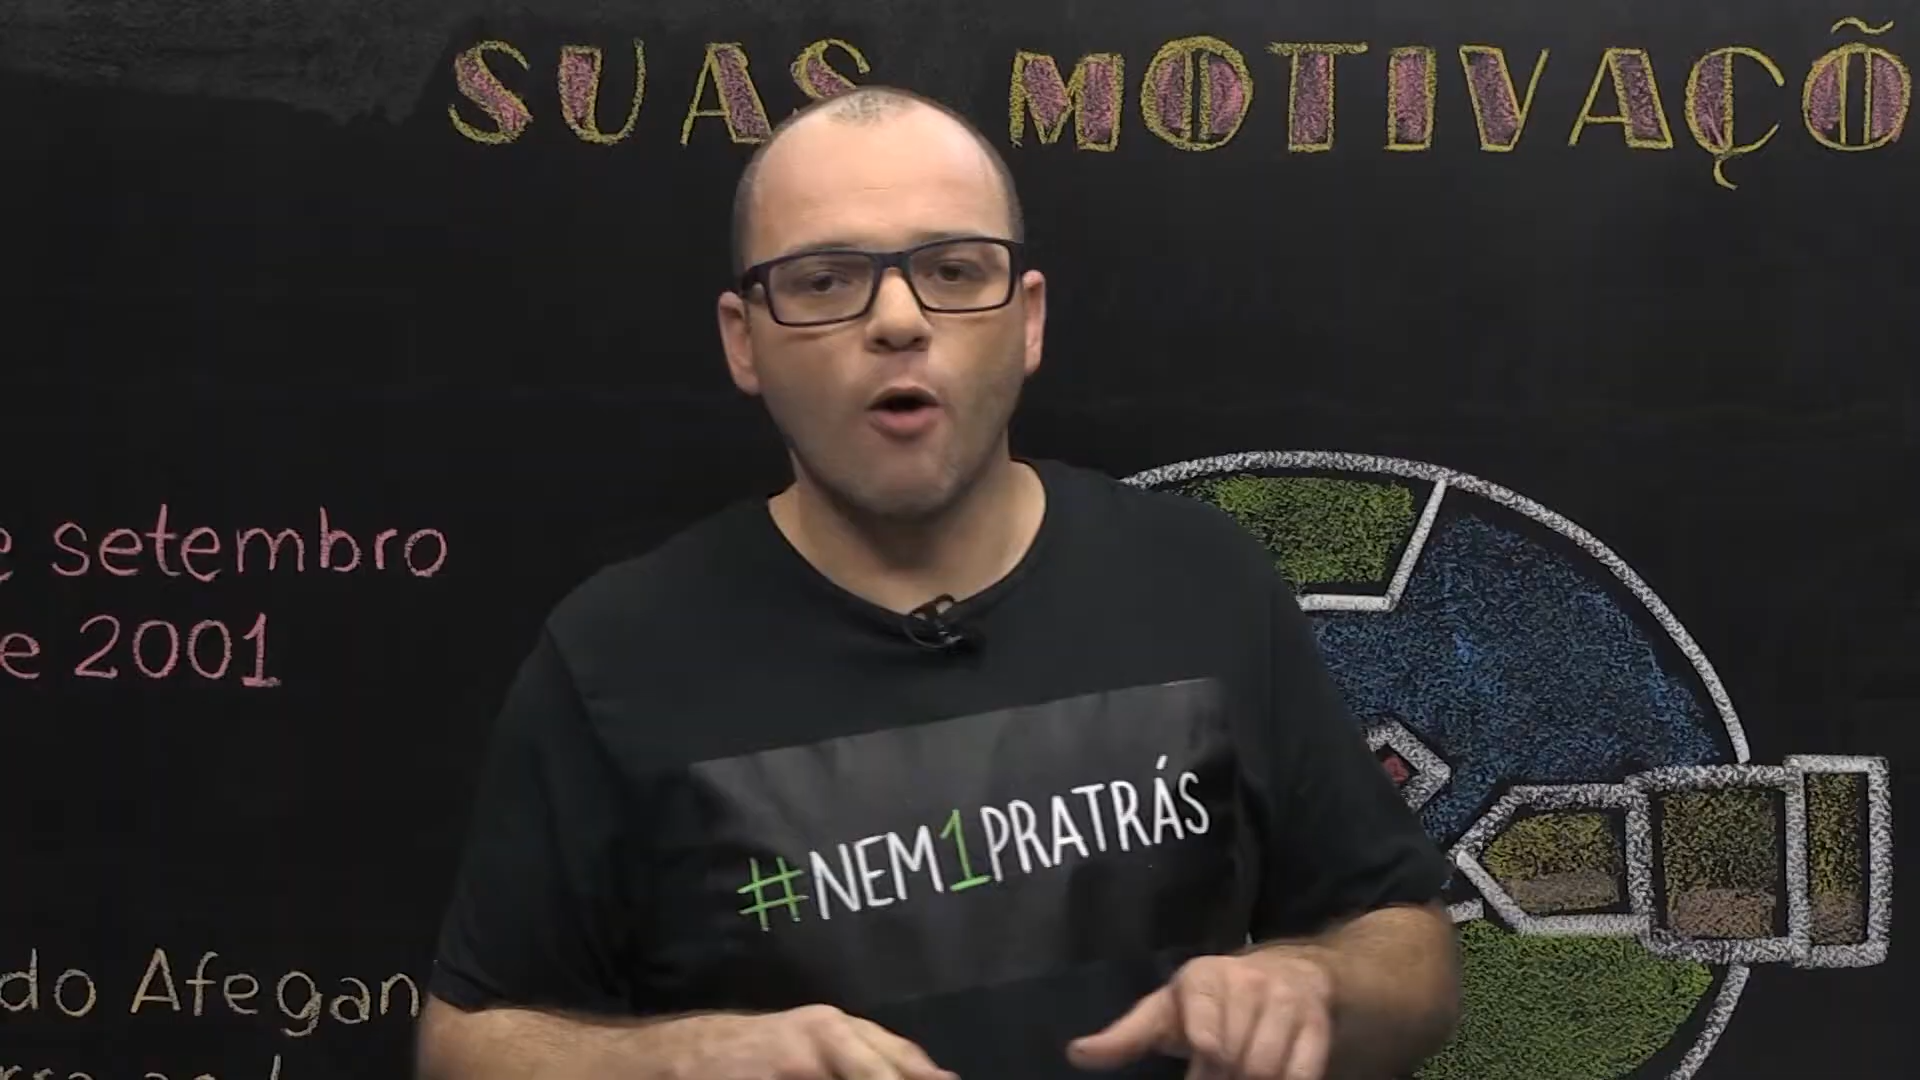 SUAS MOTIVAÇÕ
e setembro
e 2001
#NEM1PRATRÁS
do Afegan